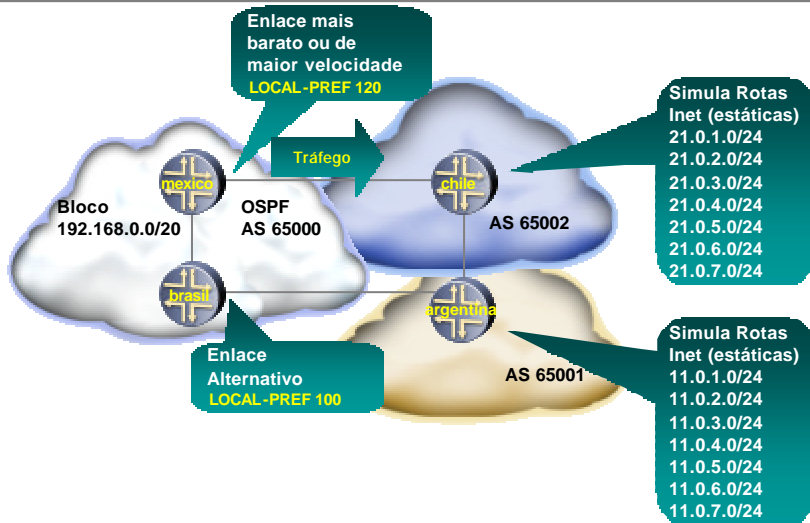 Enlace mais
barato ou de
maior velocidade
LOCAL-PREF 120
Simula Rotas
Inet (estáticas)
21.0.1.0/24
21.0.2.0/24
21.0.3.0/24
21.0.4.0/24
21.0.5.0/24
21.0.6.0/24
21.0.7.0/24
Tráfego
mexico
chile
Bloco
192.168.0.0/20
OSPF
AS 65000
AS 65002
brasil
argentina
Enlace
Alternativo
LOCAL-PREF 100
AS 65001
Simula Rotas
Inet (estáticas)
11.0.1.0/24
11.0.2.0/24
11.0.3.0/24
11.0.4.0/24
11.0.5.0/24
11.0.6.0/24
11.0.7.0/24